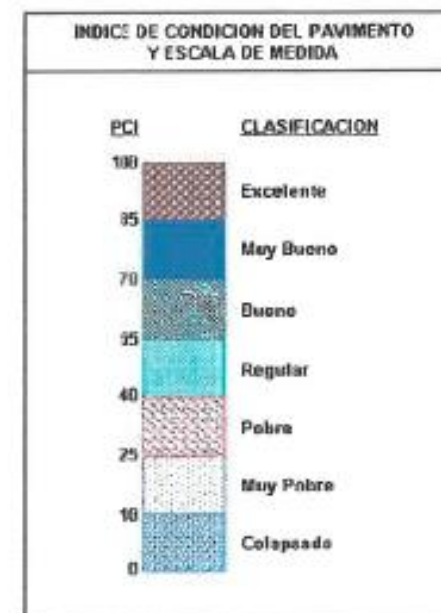 INDICE DE CONDICION DEL PAVIMENTO
Y ESCALA DE MEDIDA
PCI CLASIFICACION
100
Excelente
85
Muy Bueno
70
Bueno
55
Regular
40
Pobre
25
Muy Pobre
10
Colapsado
0